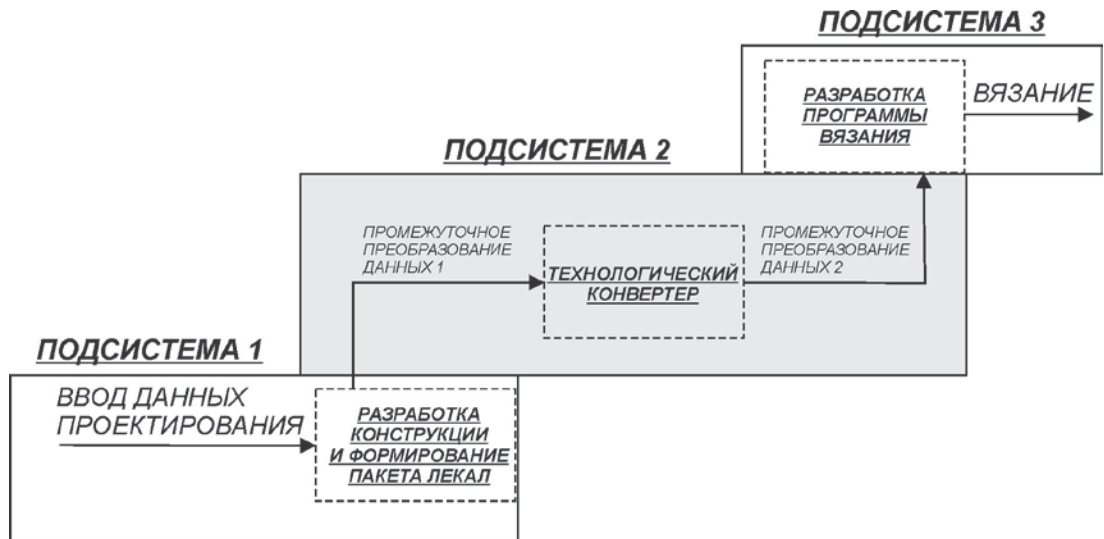 ПОДСИСТЕМА 3
РАЗРАБОТКА
ПРОГРАММЫ
ВЯЗАНИЯ
ВЯЗАНИЕ
ПОДСИСТЕМА 2
ПРОМЕЖУТОЧНОЕ
ПРЕОБРАЗОВАНИЕ
ДАННЫХ 1
ТЕХНОЛОГИЧЕСКИЙ
КОНВЕРТЕР
ПРОМЕЖУТОЧНОЕ
ПРЕОБРАЗОВАНИЕ
ДАННЫХ 2
ПОДСИСТЕМА 1
ВВОД ДАННЫХ
ПРОЕКТИРОВАНИЯ
РАЗРАБОТКА
КОНСТРУКЦИИ
И ФОРМИРОВАНИЕ
ПАКЕТА ЛЕКАЛ